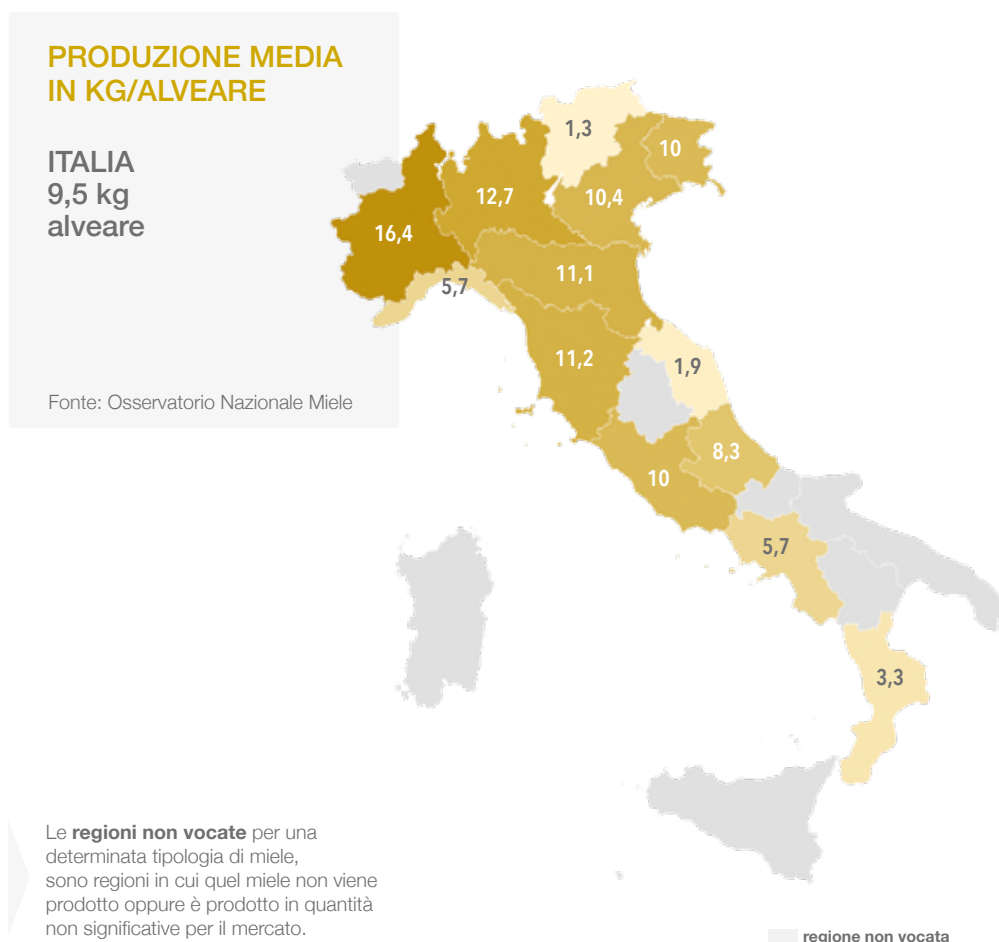 PRODUZIONE MEDIA
IN KG/ALVEARE
ITALIA
9,5 kg
alveare
Fonte: Osservatorio Nazionale Miele
1,3
10
12,7
10,4
16,4
11,1
5,7
11,2
1,9
8,3
10
5,7
3,3
Le regioni non vocate per una
determinata tipologia di miele,
sono regioni in cui quel miele non viene
prodotto oppure è prodotto in quantità
non significative per il mercato.
regione non vocata